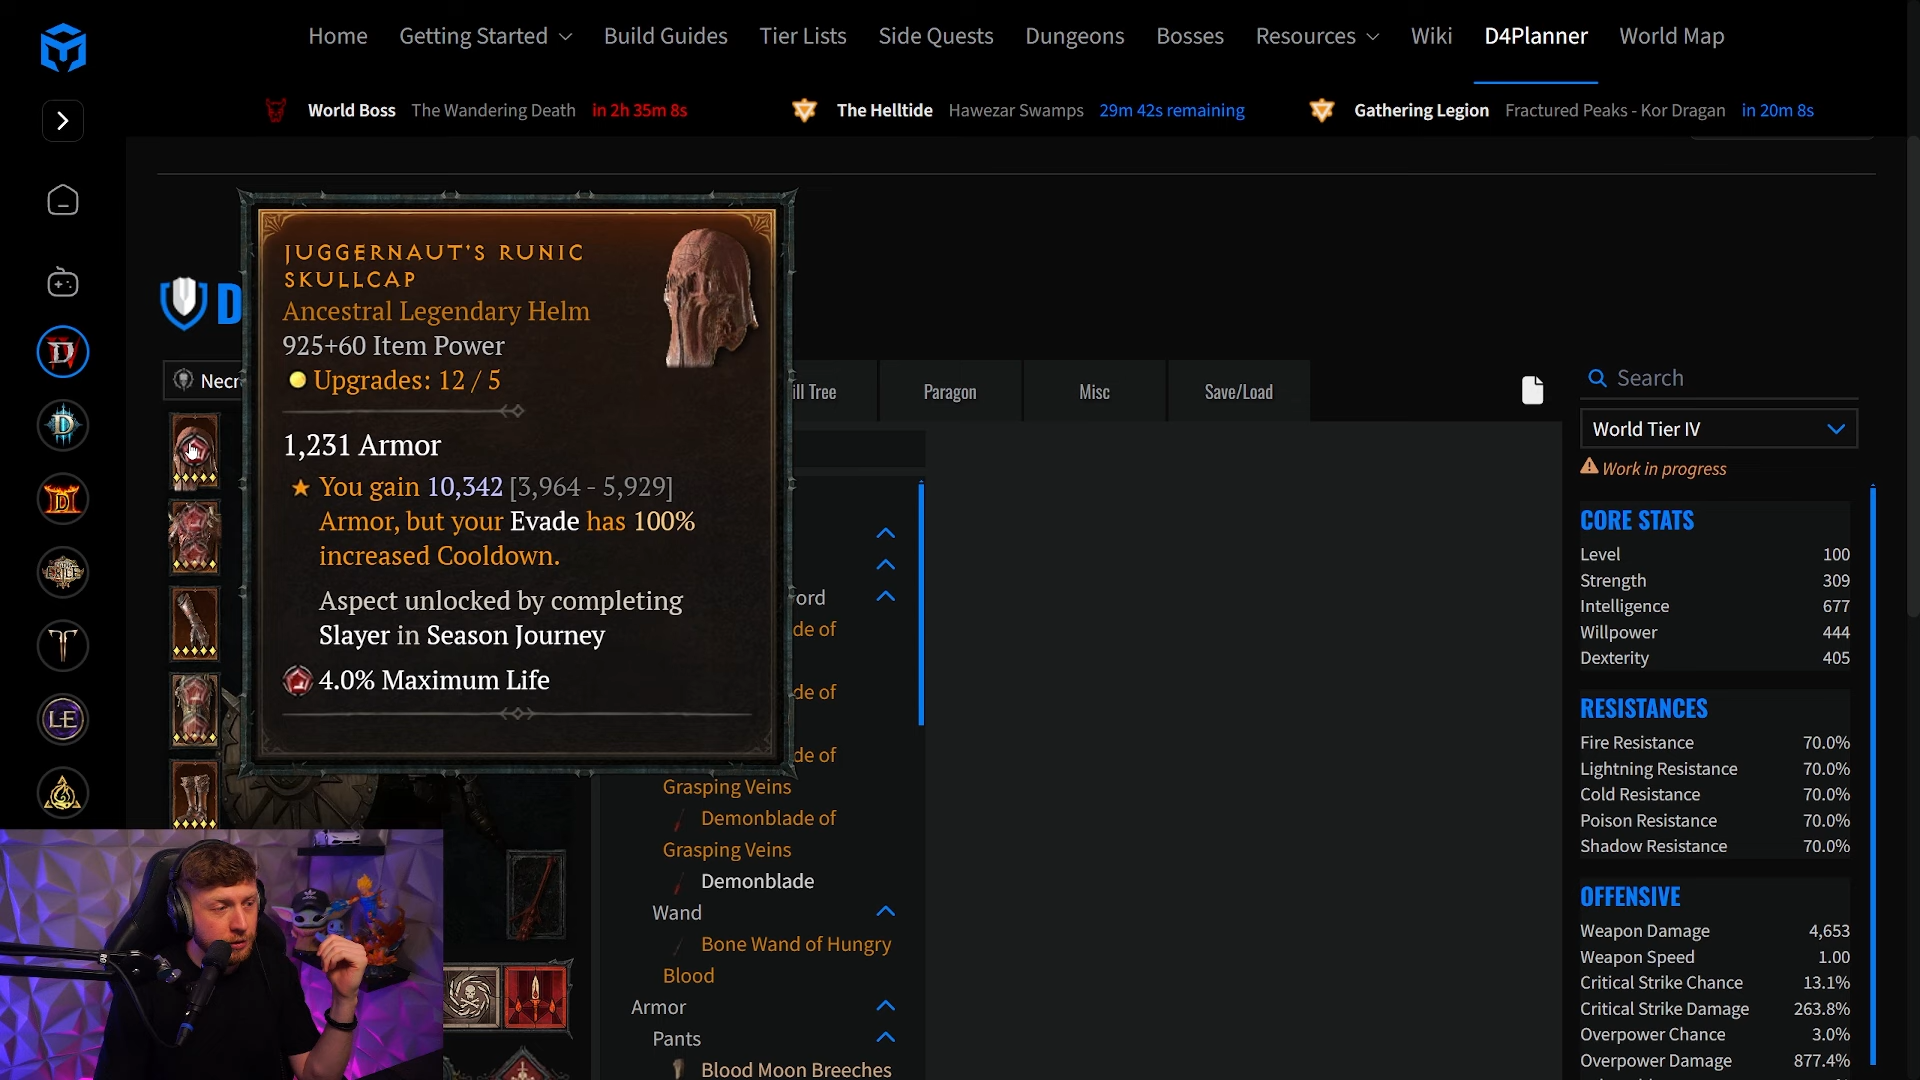 Home Getting Started Build Guides Tier Lists Side Quests Dungeons Bosses Resources Wiki D4Planner World Map
World Boss The Wandering Death in 2h 35m 8s The Helltide Hawezar Swamps 29m 42s remaining Gathering Legion Fractured Peaks - Kor Dragan in 20m 8s
JUGGERNAUT'S RUNIC
SKULLCAP
Ancestral Legendary Helm
925+60 Item Power
Upgrades: 12 / 5
1,231 Armor
You gain 10,342 [3,964 - 5,929]
Armor, but your Evade has 100%
increased Cooldown.
Aspect unlocked by completing
Slayer in Season Journey
4.0% Maximum Life
D
Necr
ill Tree Paragon Misc Save/Load
ord
de of
de of
de of
Grasping Veins
Demonblade of
Grasping Veins
Demonblade
Wand
Bone Wand of Hungry
Blood
Armor
Pants
Blood Moon Breeches
Search
World Tier IV
Work in progress
CORE STATS
Level 100
Strength 309
Intelligence 677
Willpower 444
Dexterity 405
RESISTANCES
Fire Resistance 70.0%
Lightning Resistance 70.0%
Cold Resistance 70.0%
Poison Resistance 70.0%
Shadow Resistance 70.0%
OFFENSIVE
Weapon Damage 4,653
Weapon Speed 1.00
Critical Strike Chance 13.1%
Critical Strike Damage 263.8%
Overpower Chance 3.0%
Overpower Damage 877.4%
LE